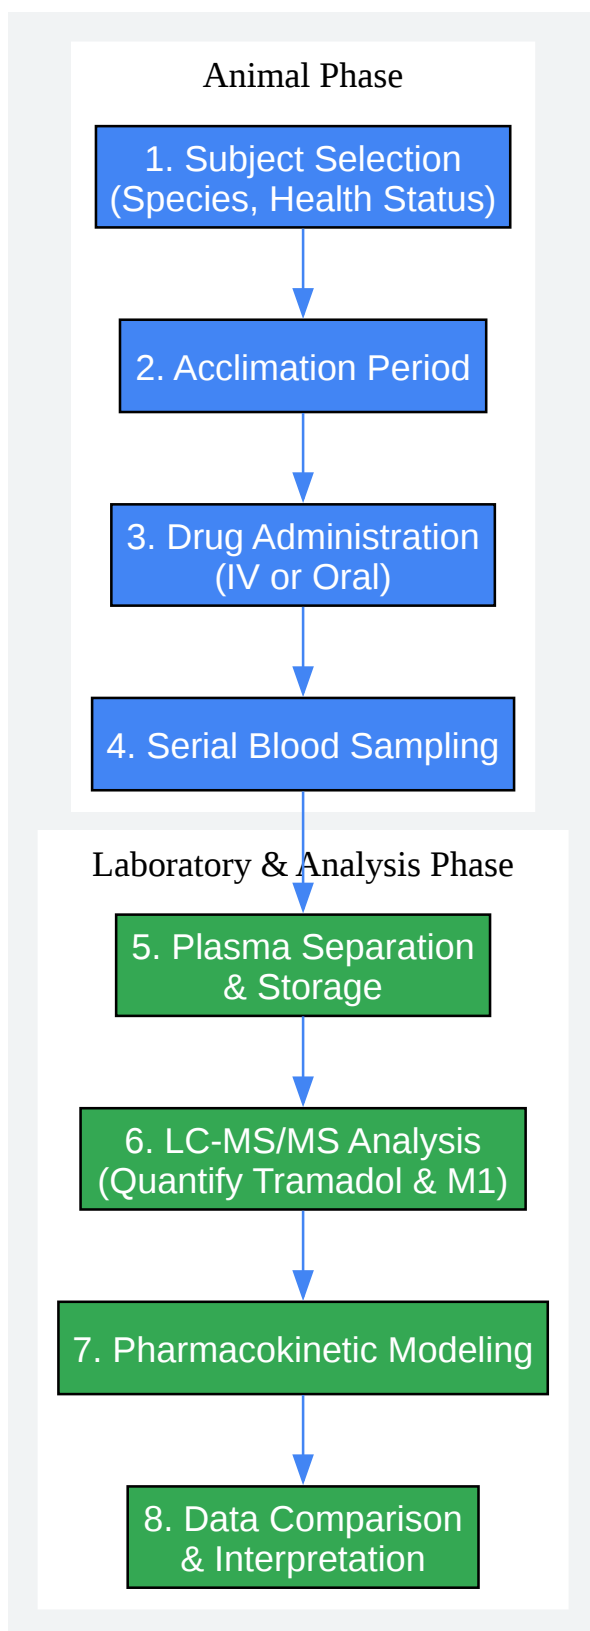 Animal Phase
1. Subject Selection
(Species, Health Status)
2. Acclimation Period
3. Drug Administration
(IV or Oral)
4. Serial Blood Sampling
Laboratory & Analysis Phase
5. Plasma Separation
& Storage
6. LC-MS/MS Analysis
(Quantify Tramadol & M1)
7. Pharmacokinetic Modeling
8. Data Comparison
& Interpretation